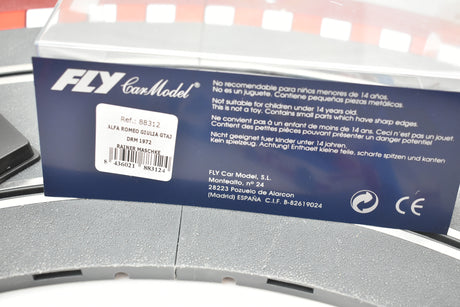 FLY Car Model®
Ref.: 88312
ALFA ROMEO GIULIA GTAJ
DRM 1972
RAINER MASCHKE
8 436021 883124
No recomendable para niños menores de 14 años.
No es un juguete. Contiene pequeñas piezas metálicas.
Not suitable for children under 14 years old.
This is not a toy. Contains small parts which have sharp edges.
Ne convient pas à un enfant de moins de 14 ans. Ceci n'est pas un jouet
Content des petites pièces pouvant présenter un danger potentiel
Nicht geeignet fuer kinder unter 14 jahren.
Kein spielzeug. Achtung! Enthaelt kleine teile, scharfe spitzen und kanten
FLY Car Model, S.L.
Montealto, nº 24
28223 Pozuelo de Alarcon
(Madrid) ESPAÑA C.I.F. B-82619024
CE